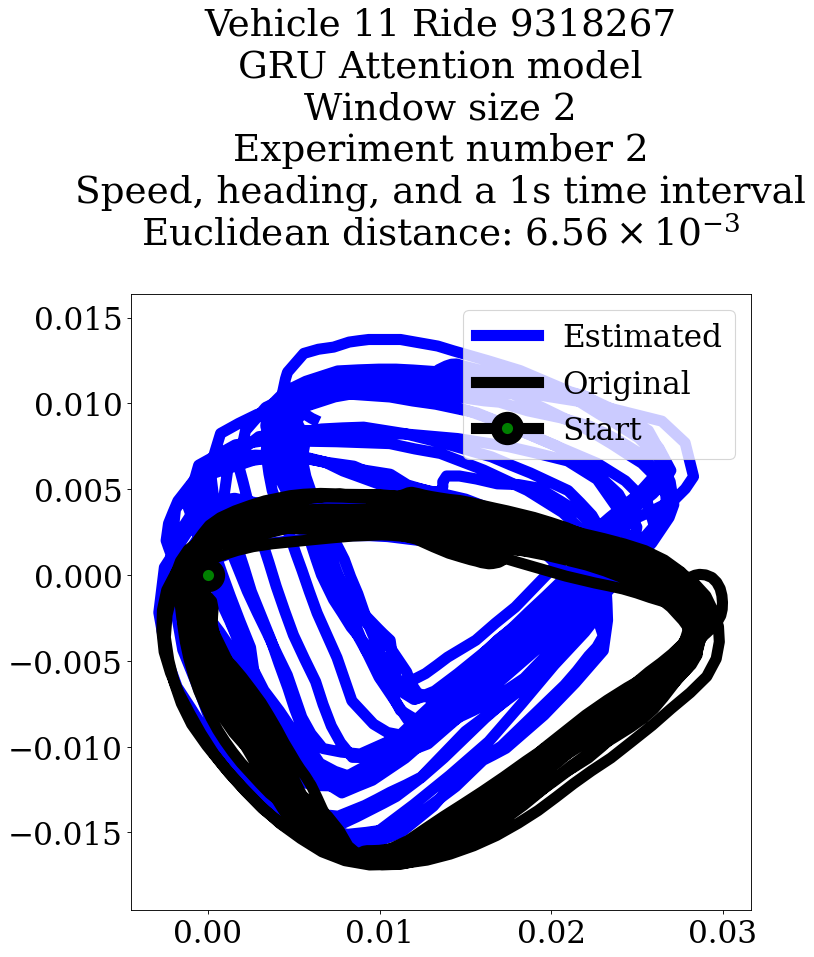 Vehicle 11 Ride 9318267
GRU Attention model
Window size 2
Experiment number 2
Speed, heading, and a 1s time interval
Euclidean distance: 6.56 × 10⁻³
Estimated
Original
Start
0.015
0.010
0.005
0.000
−0.005
−0.010
−0.015
0.00 0.01 0.02 0.03